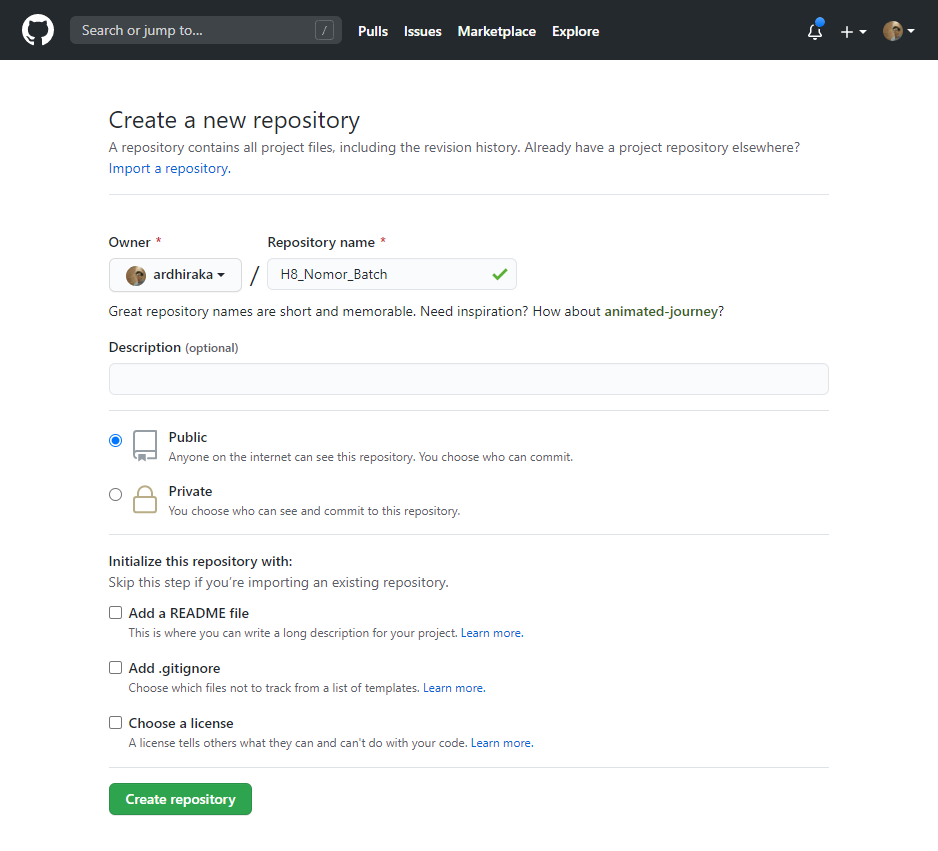 Search or jump to... / Pulls Issues Marketplace Explore
Create a new repository
A repository contains all project files, including the revision history. Already have a project repository elsewhere?
Import a repository.
Owner * Repository name *
ardhiraka / H8_Nomor_Batch
Great repository names are short and memorable. Need inspiration? How about animated-journey?
Description (optional)
Public
Anyone on the internet can see this repository. You choose who can commit.
Private
You choose who can see and commit to this repository.
Initialize this repository with:
Skip this step if you're importing an existing repository.
Add a README file
This is where you can write a long description for your project. Learn more.
Add .gitignore
Choose which files not to track from a list of templates. Learn more.
Choose a license
A license tells others what they can and can't do with your code. Learn more.
Create repository